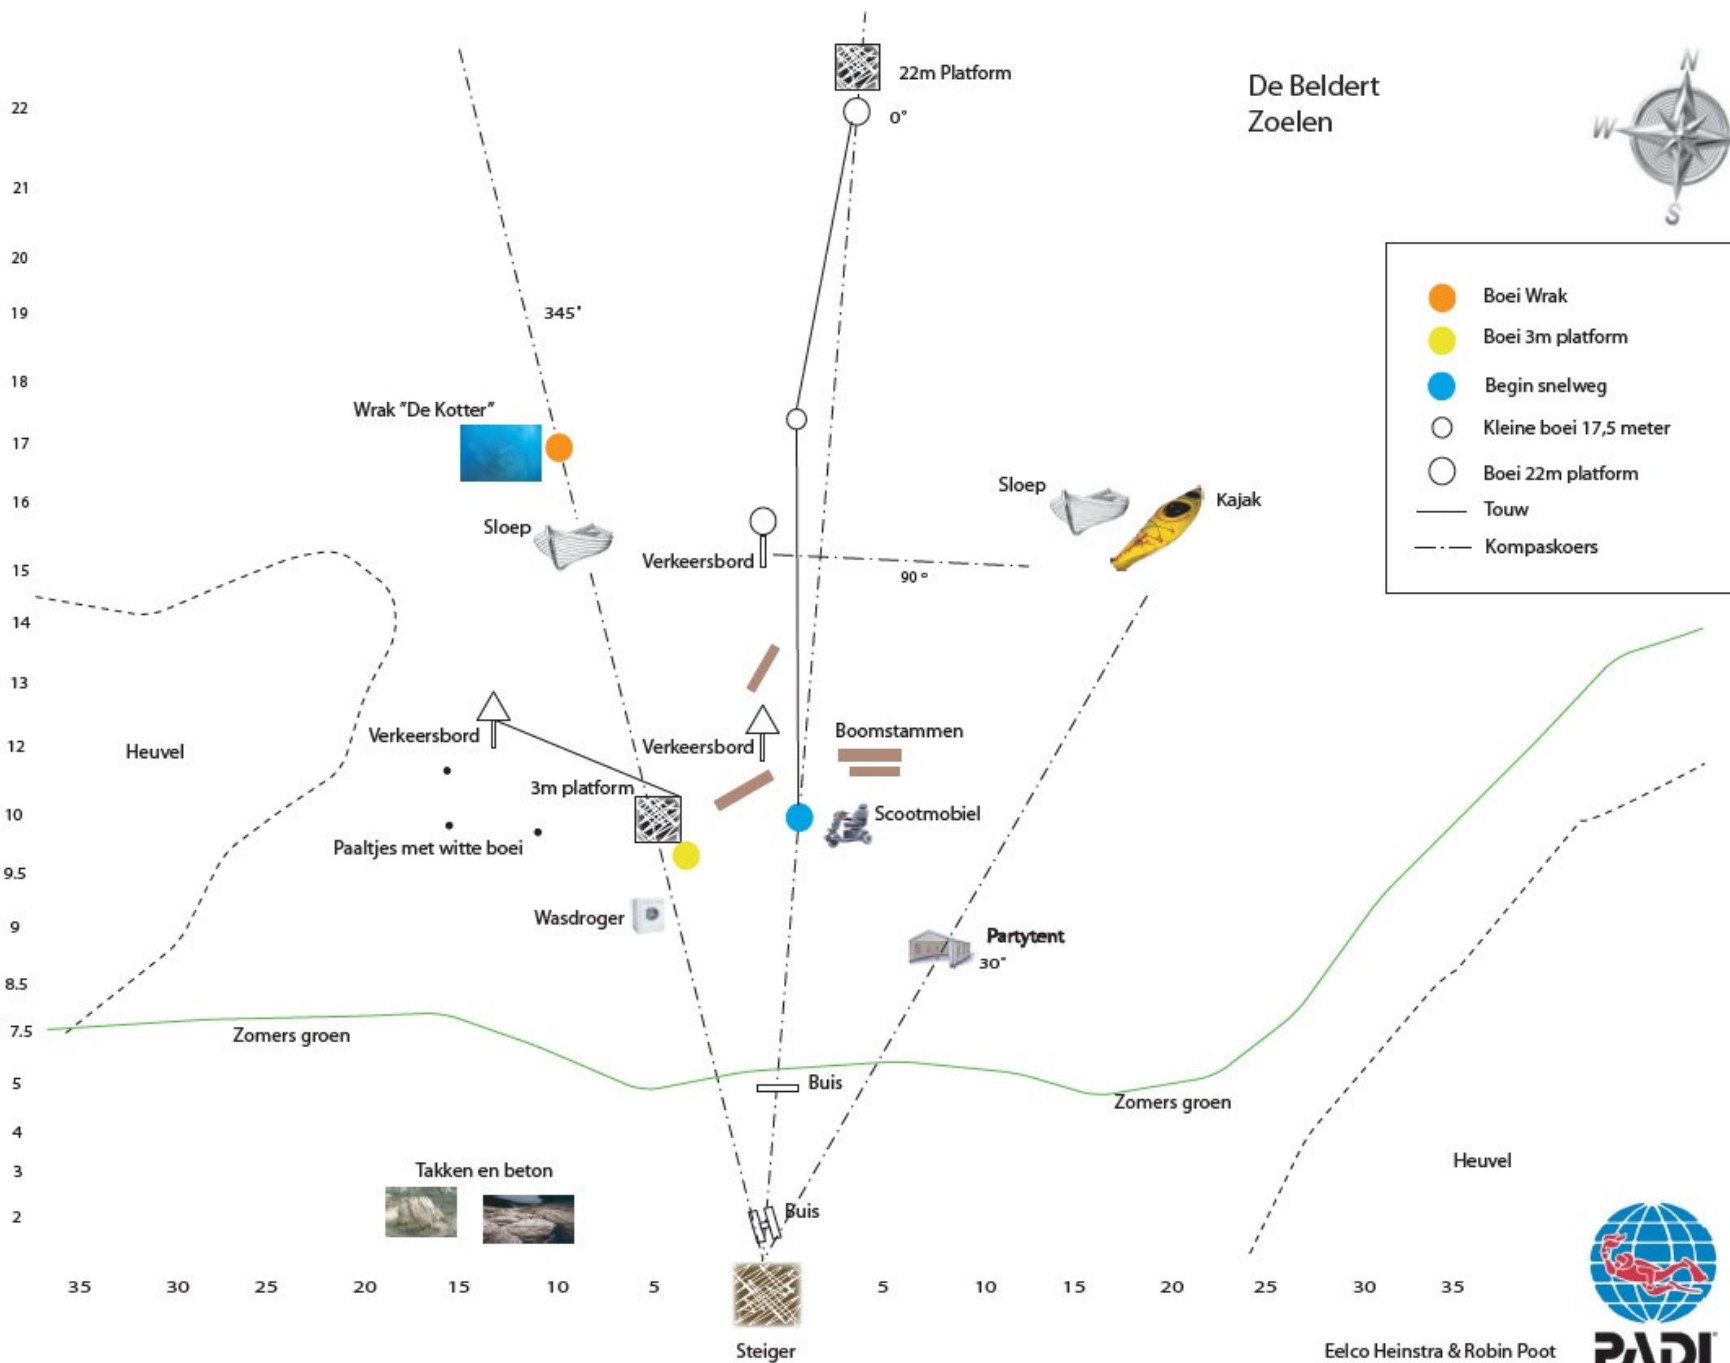 22m Platform
0°
De Beldert
Zoelen
N
W
S
22
21
20
19
18
17
16
15
14
13
12
10
9.5
9
8.5
7.5
5
4
3
2
345°
Boei Wrak
Boei 3m platform
Begin snelweg
Kleine boei 17,5 meter
Boei 22m platform
Touw
Kompaskoers
Wrak "De Kotter"
Sloep
Kajak
Sloep
Verkeersbord
90 °
Verkeersbord
Verkeersbord
Boomstammen
Heuvel
3m platform
Scootmobiel
Paaltjes met witte boei
Wasdroger
Partytent
30°
Zomers groen
Buis
Zomers groen
Takken en beton
Heuvel
Buis
35 30 25 20 15 10 5 5 10 15 20 25 30 35
Steiger
Eelco Heinstra & Robin Poot
PADI